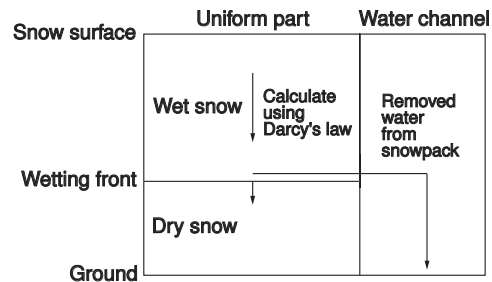 Uniform part
Water channel
Snow surface
Wet snow
Calculate
using
Darcy's law
Removed
water
from
snowpack
Wetting front
Dry snow
Ground